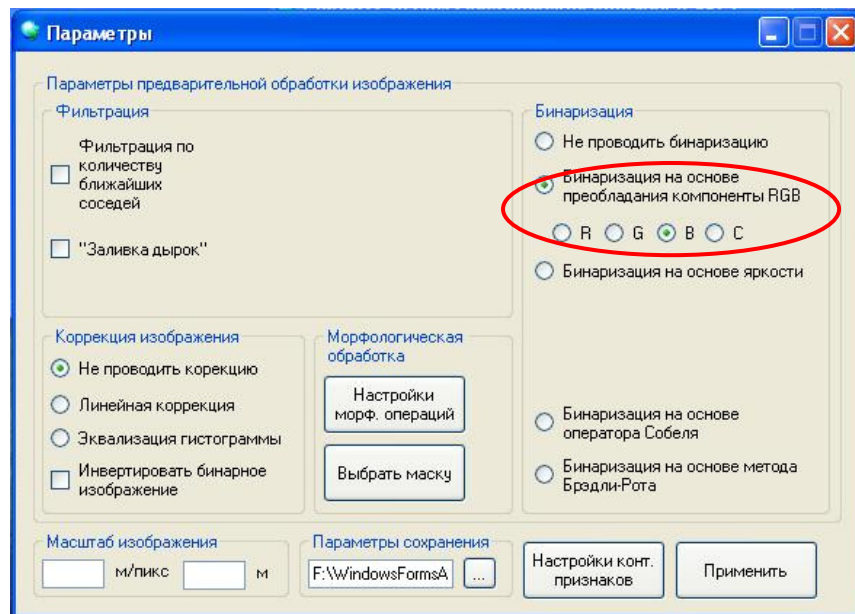 Параметры
Параметры предварительной обработки изображения
Фильтрация
Фильтрация по
количеству
ближайших
соседей
"Заливка дырок"
Бинаризация
Не проводить бинаризацию
Бинаризация на основе
преобладания компоненты RGB
R G B C
Бинаризация на основе яркости
Бинаризация на основе
оператора Собеля
Бинаризация на основе метода
Брэдли-Рота
Коррекция изображения
Не проводить корекцию
Линейная коррекция
Эквализация гистограммы
Инвертировать бинарное
изображение
Морфологическая
обработка
Настройки
морф. операций
Выбрать маску
Масштаб изображения
м/пикс м
Параметры сохранения
F:\WindowsFormsA ...
Настройки конт.
признаков
Применить